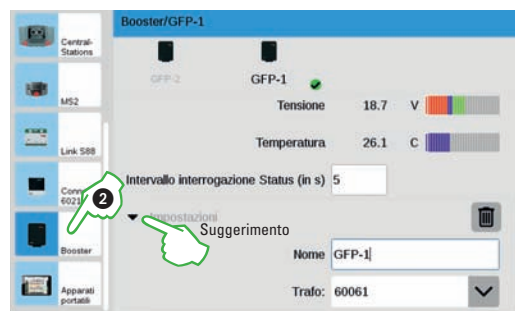 Booster/GFP-1
Central-
Stations
GFP-2
GFP-1
MS2
Tensione 18.7 V
Link S88
Temperatura 26.1 C
Intervallo interrogazione Status (in s) 5
Conn
6021
2
Impostazioni
Suggerimento
Booster
Nome GFP-1
Apparati
portatili
Trafo: 60061